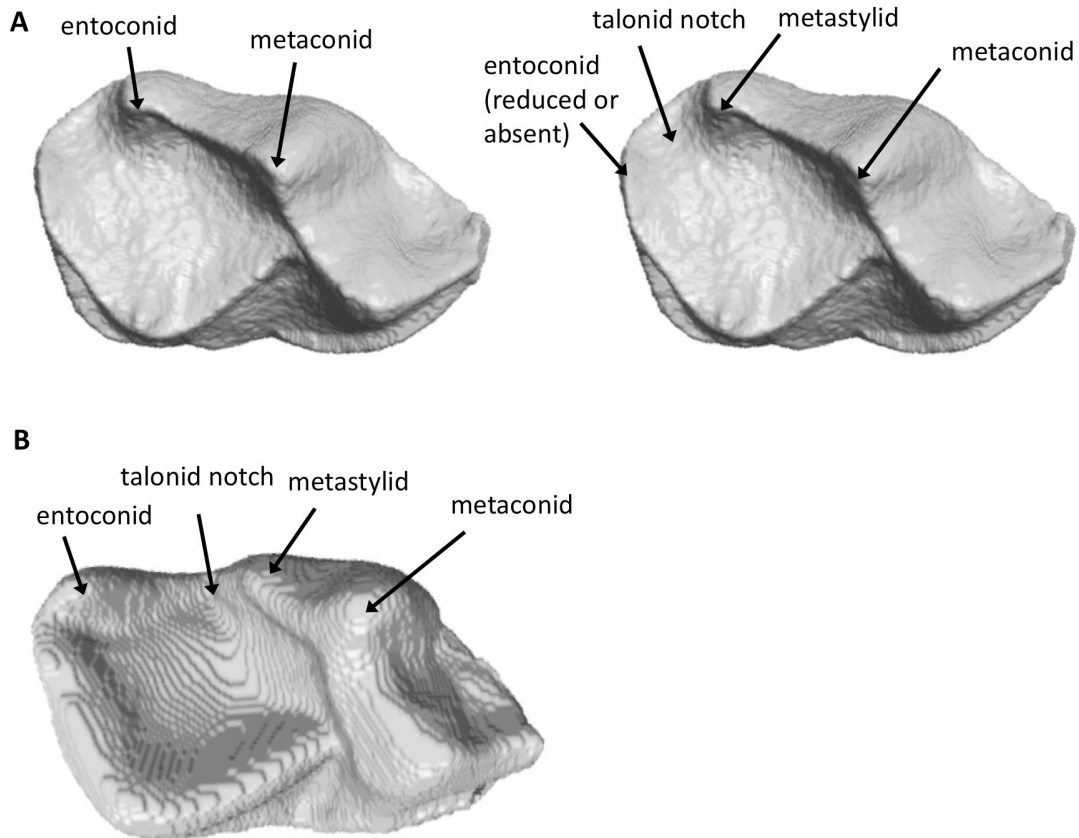 A
entoconid
metaconid
talonid notch
metastylid
metaconid
entoconid
(reduced or
absent)
B
talonid notch
metastylid
entoconid
metaconid